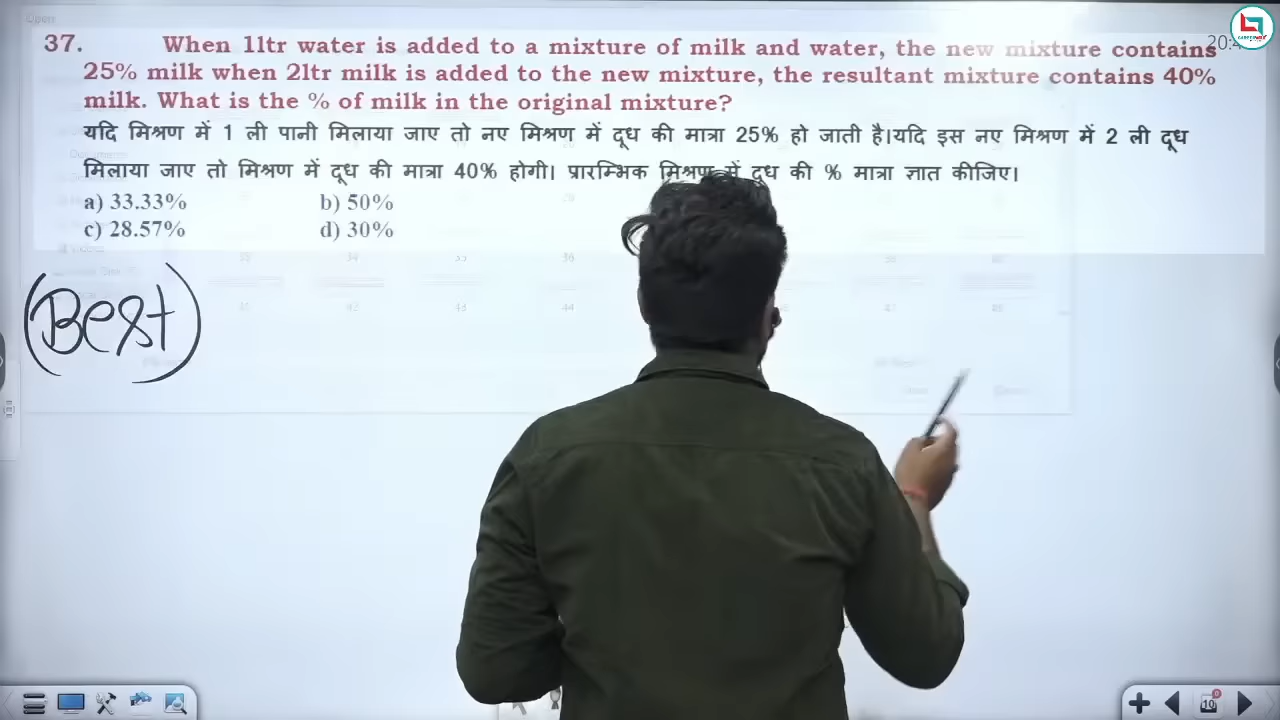 37. When 1ltr water is added to a mixture of milk and water, the new mixture contains
25% milk when 2ltr milk is added to the new mixture, the resultant mixture contains 40%
milk. What is the % of milk in the original mixture?
यदि मिश्रण में 1 ली पानी मिलाया जाए तो नए मिश्रण में दूध की मात्रा 25% हो जाती है।यदि इस नए मिश्रण में 2 ली दूध
मिलाया जाए तो मिश्रण में दूध की मात्रा 40% होगी। प्रारम्भिक मिश्रण में दूध की % मात्रा ज्ञात कीजिए।
a) 33.33% b) 50%
c) 28.57% d) 30%
(Best)